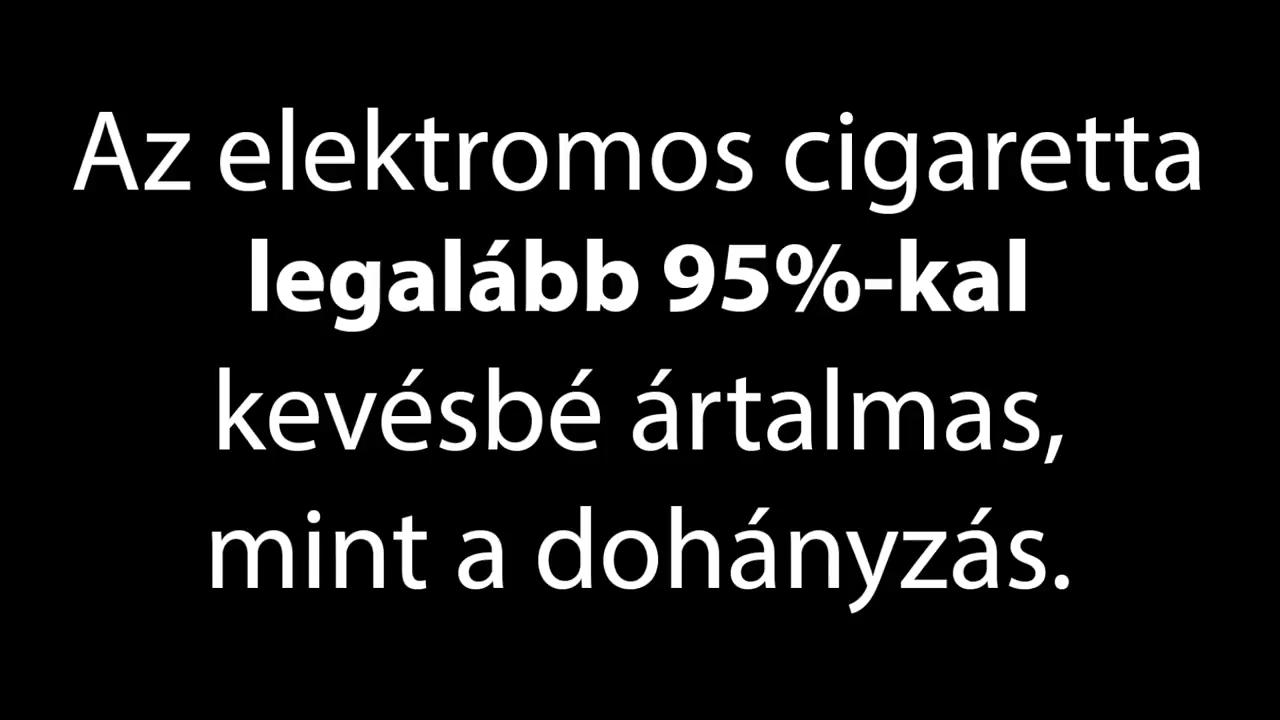 Az elektromos cigaretta
legalább 95%-kal
kevésbé ártalmas,
mint a dohányzás.